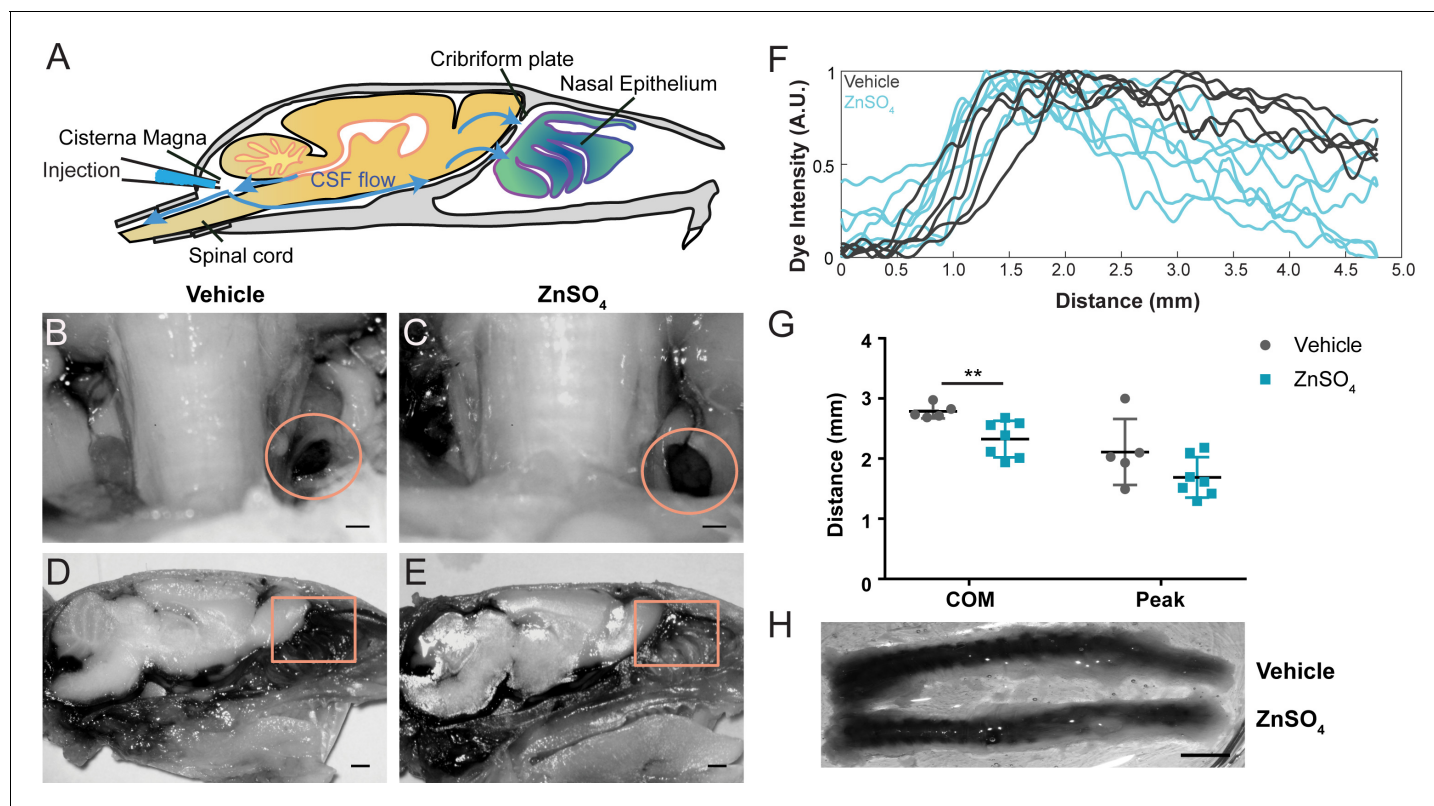 A
Cribriform plate
Nasal Epithelium
Cisterna Magna
Injection
CSF flow
Spinal cord
Vehicle
ZnSO4
B
C
D
E
F
Vehicle
ZnSO4
Dye Intensity (A.U.)
1
0.5
0
0 0.5 1.0 1.5 2.0 2.5 3.0 3.5 4.0 4.5 5.0
Distance (mm)
G
Distance (mm)
4
3
2
1
0
**
Vehicle
ZnSO4
COM Peak
H
Vehicle
ZnSO4